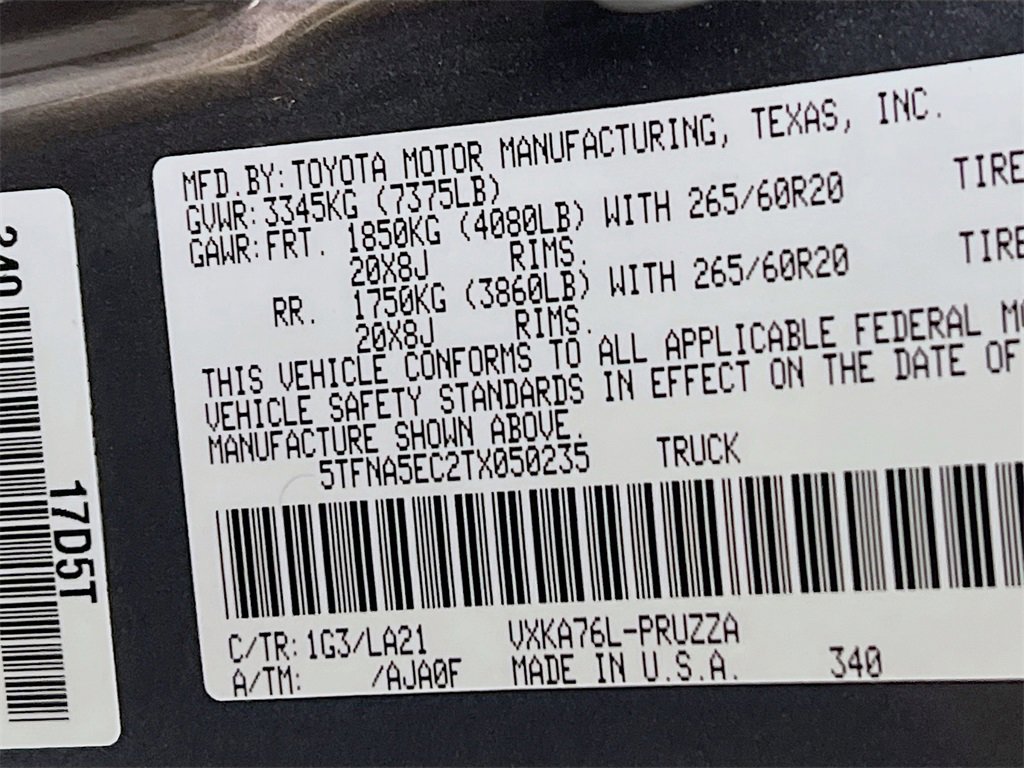 MFD.BY:TOYOTA MOTOR MANUFACTURING, TEXAS, INC.
GVWR:3345KG (7375LB)
GAWR:FRT. 1850KG (4080LB) WITH 265/60R20 TIRE
20X8J RIMS.
RR. 1750KG (3860LB) WITH 265/60R20 TIRE
20X8J RIMS.
THIS VEHICLE CONFORMS TO ALL APPLICABLE FEDERAL
VEHICLE SAFETY STANDARDS IN EFFECT ON THE DATE OF
MANUFACTURE SHOWN ABOVE.
5TFNA5EC2TX050235 TRUCK
C/TR:1G3/LA21 VXKA76L-PRUZZA
A/TM: /AJA0F MADE IN U.S.A. 340
17D5T